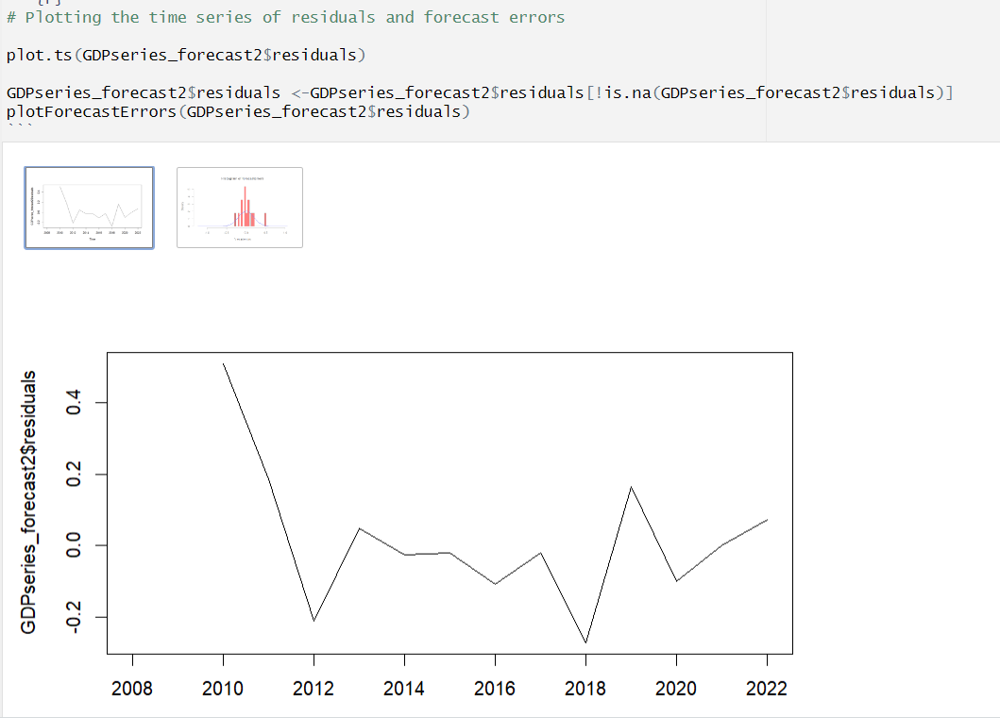 # Plotting the time series of residuals and forecast errors
plot.ts(GDPseries_forecast2$residuals)
GDPseries_forecast2$residuals <-GDPseries_forecast2$residuals[!is.na(GDPseries_forecast2$residuals)]
plotForecastErrors(GDPseries_forecast2$residuals)
```
GDPseries_forecast2$residuals
0.4
0.2
0.0
-0.2
2008 2010 2012 2014 2016 2018 2020 2022